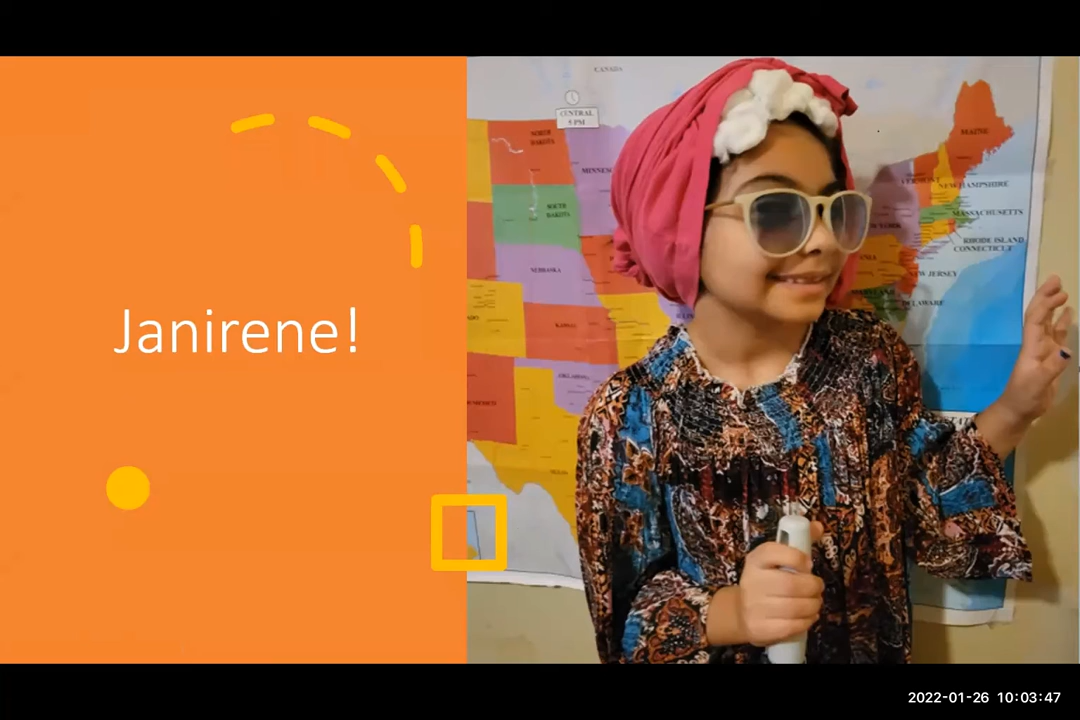 Janirene!
CANADA
CENTRAL
5 PM
NORTH
DAKOTA
SOUTH
DAKOTA
NEBRASKA
KANSAS
MAINE
VERMONT
NEW HAMPSHIRE
MASSACHUSETTS
RHODE ISLAND
CONNECTICUT
NEW JERSEY
DELAWARE
2022-01-26 10:03:47